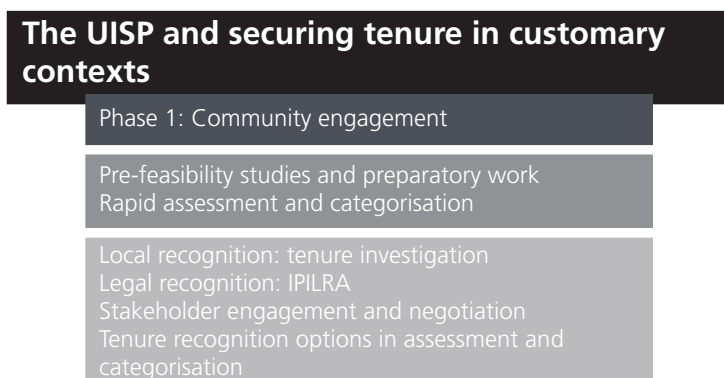 The UISP and securing tenure in customary
contexts
Phase 1: Community engagement
Pre-feasibility studies and preparatory work
Rapid assessment and categorisation
Local recognition: tenure investigation
Legal recognition: IPILRA
Stakeholder engagement and negotiation
Tenure recognition options in assessment and
categorisation